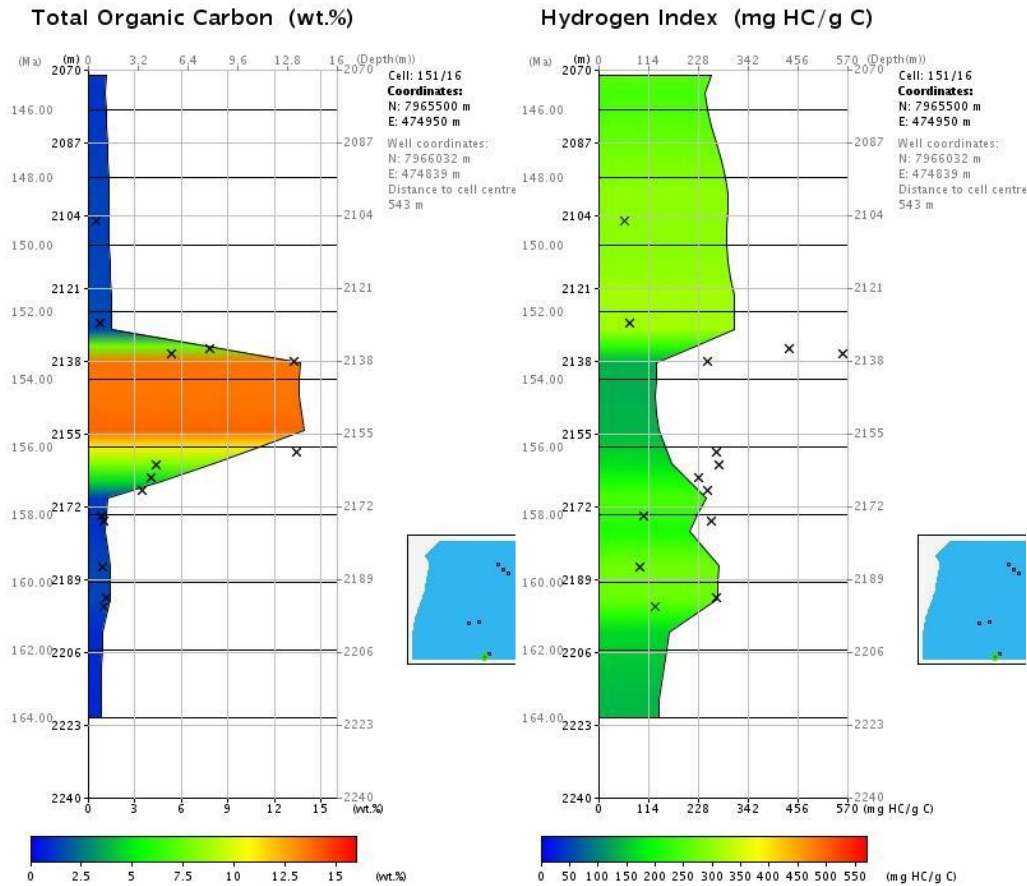 Total Organic Carbon (wt.%)
(Ma) (m) 0 3.2 6.4 9.6 12.8 16 (Depth(m))
2070 2070
146.00
2087 2087
148.00
2104 2104
150.00
2121 2121
152.00
2138 2138
154.00
2155 2155
156.00
2172 2172
158.00
2189 2189
160.00
162.00
2206 2206
164.00
2223 2223
2240 2240
0 3 6 9 12 15 (wt.%)
0 2.5 5 7.5 10 12.5 15 (wt.%)
Cell: 151/16
Coordinates:
N: 7965500 m
E: 474950 m
Well coordinates:
N: 7966032 m
E: 474839 m
Distance to cell centre
543 m
Hydrogen Index (mg HC/g C)
(Ma) (m) 0 114 228 342 456 570 (Depth(m))
2070 2070
146.00
2087 2087
148.00
2104 2104
150.00
2121 2121
152.00
2138 2138
154.00
2155 2155
156.00
2172 2172
158.00
2189 2189
160.00
162.00
2206 2206
164.00
2223 2223
2240 2240
0 114 228 342 456 570 (mg HC/g C)
0 50 100 150 200 250 300 350 400 450 500 550 (mg HC/g C)
Cell: 151/16
Coordinates:
N: 7965500 m
E: 474950 m
Well coordinates:
N: 7966032 m
E: 474839 m
Distance to cell centre
543 m